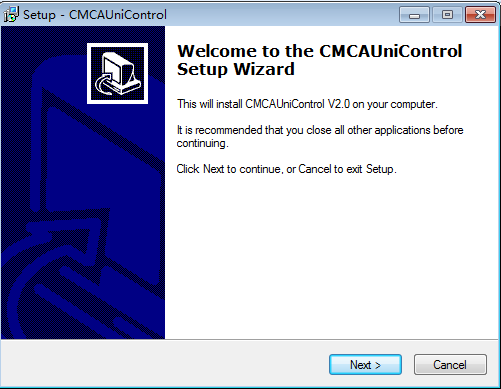 Setup - CMCAUniControl
Welcome to the CMCAUniControl
Setup Wizard
This will install CMCAUniControl V2.0 on your computer.
It is recommended that you close all other applications before
continuing.
Click Next to continue, or Cancel to exit Setup.
Next >
Cancel